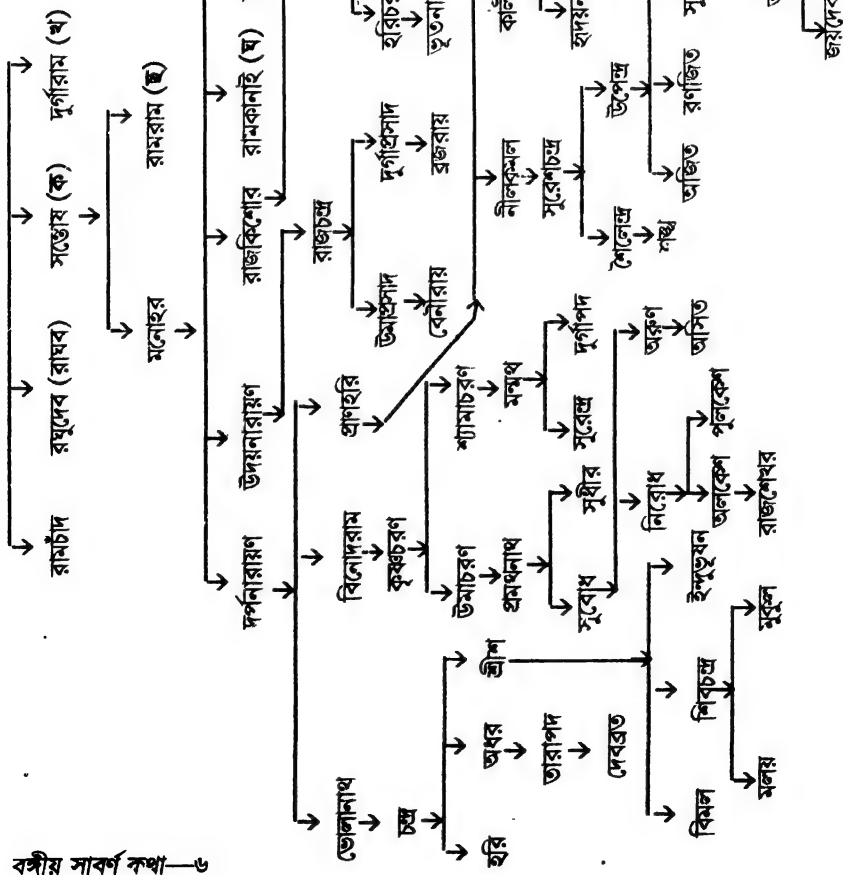 রামচাঁদ রঘুদেব (রাঘব) সন্তোষ (ক) দুর্গারাম (খ)
মনোহর রামরাম (ছ)
দর্পনারায়ণ উদয়নারায়ণ রাজকিশোর রামকানাই (ঘ)
ভোলানাথ বিনোদরাম প্রাণহরি রাজচন্দ্র
চন্দ্র কৃষ্ণচরণ উমাপ্রসাদ দুর্গাপ্রসাদ
বেনীরায় ব্রজরায়
হরি অধর শ্রীশ উমাচরণ শ্যামাচরণ নীলকমল
তারাপদ প্রমথনাথ মন্মথ সুরেশচন্দ্র
দেবব্রত সুবোধ সুধীর সুরেন্দ্র দুর্গাপদ শৈলেন্দ্র উপেন্দ্র
শঙ্খ
বিমল শিবচন্দ্র ইন্দুভূষন নিরোধ অরুণ অজিত রণজিত
মলয় মুকুল অলকেশ পুলকেশ অসিত
রাজশেখর
বঙ্গীয় সাবর্ণ কথা—৬